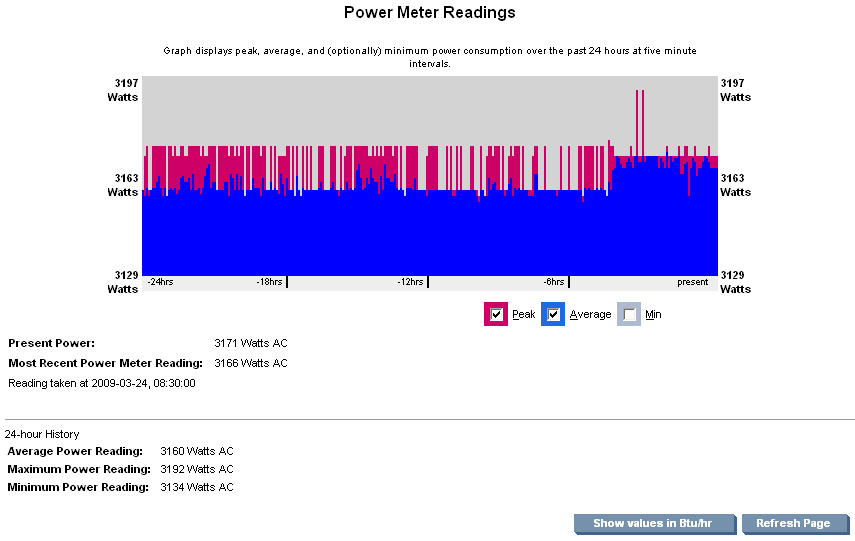 Power Meter Readings
Graph displays peak, average, and (optionally) minimum power consumption over the past 24 hours at five minute
intervals.
3197
Watts
3197
Watts
3163
Watts
3163
Watts
3129
Watts
3129
Watts
-24hrs -18hrs -12hrs -6hrs present
Peak Average Min
Present Power: 3171 Watts AC
Most Recent Power Meter Reading: 3166 Watts AC
Reading taken at 2009-03-24, 08:30:00
24-hour History
Average Power Reading: 3160 Watts AC
Maximum Power Reading: 3192 Watts AC
Minimum Power Reading: 3134 Watts AC
Show values in Btu/hr Refresh Page